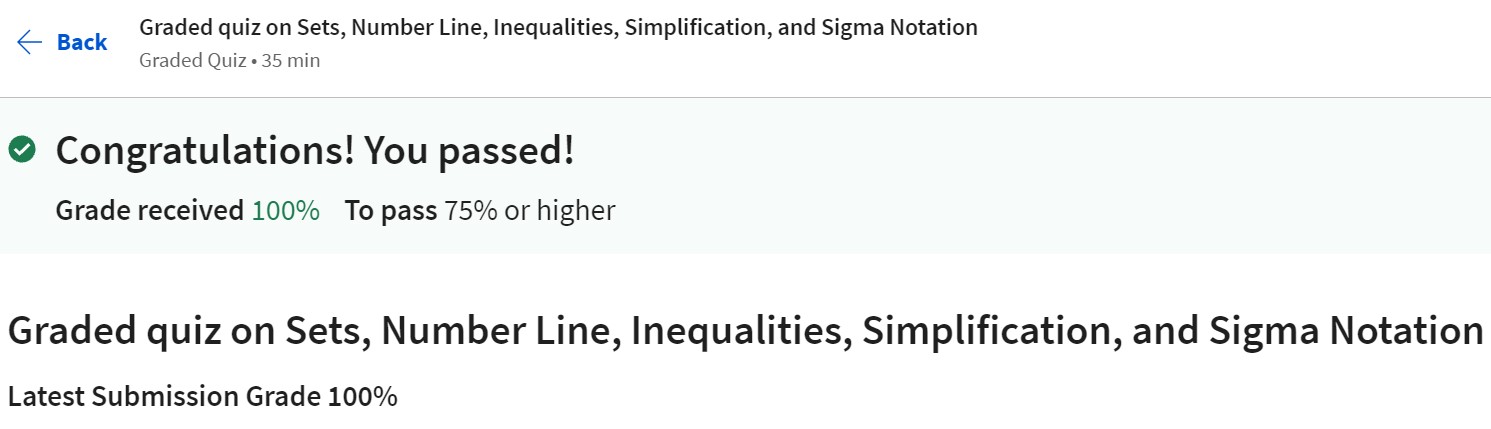 Back
Graded quiz on Sets, Number Line, Inequalities, Simplification, and Sigma Notation
Graded Quiz • 35 min
Congratulations! You passed!
Grade received 100% To pass 75% or higher
Graded quiz on Sets, Number Line, Inequalities, Simplification, and Sigma Notation
Latest Submission Grade 100%